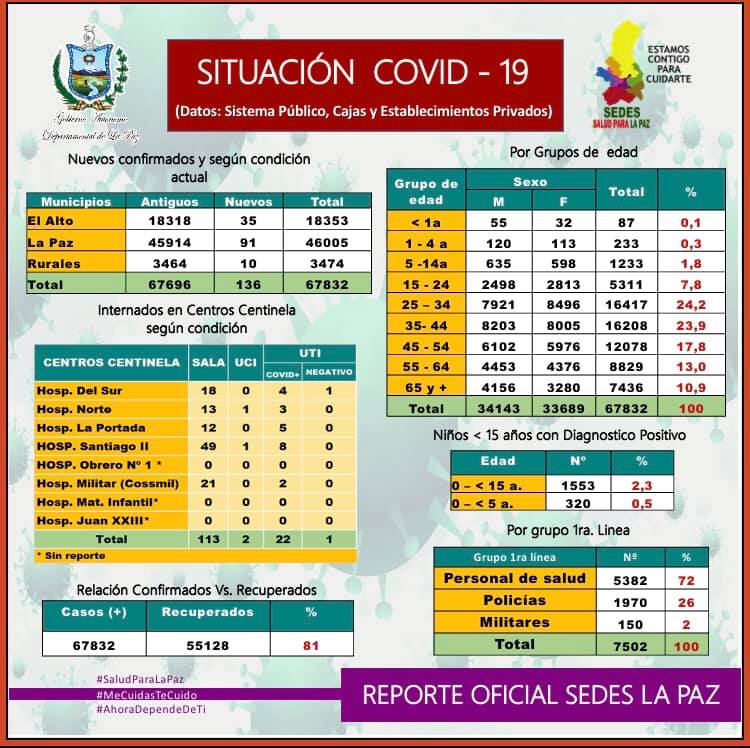 Gobierno Autónomo
Departamental de La Paz
SITUACIÓN COVID - 19
(Datos: Sistema Público, Cajas y Establecimientos Privados)
ESTAMOS
CONTIGO
PARA
CUIDARTE
SEDES
SALUD PARA LA PAZ
Nuevos confirmados y según condición
actual
Municipios Antiguos Nuevos Total
El Alto 18318 35 18353
La Paz 45914 91 46005
Rurales 3464 10 3474
Total 67696 136 67832
Internados en Centros Centinela
según condición
CENTROS CENTINELA SALA UCI UTI
COVID+ NEGATIVO
Hosp. Del Sur 18 0 4 1
Hosp. Norte 13 1 3 0
Hosp. La Portada 12 0 5 0
HOSP. Santiago II 49 1 8 0
HOSP. Obrero Nº 1 * 0 0 0 0
Hosp. Militar (Cossmil) 21 0 2 0
Hosp. Mat. Infantil* 0 0 0 0
Hosp. Juan XXIII* 0 0 0 0
Total 113 2 22 1
* Sin reporte
Relación Confirmados Vs. Recuperados
Casos (+) Recuperados %
67832 55128 81
Por Grupos de edad
Grupo de edad Sexo Total %
M F
< 1a 55 32 87 0,1
1 - 4 a 120 113 233 0,3
5 -14a 635 598 1233 1,8
15 - 24 2498 2813 5311 7,8
25 – 34 7921 8496 16417 24,2
35- 44 8203 8005 16208 23,9
45 - 54 6102 5976 12078 17,8
55 - 64 4453 4376 8829 13,0
65 y + 4156 3280 7436 10,9
Total 34143 33689 67832 100
Niños < 15 años con Diagnostico Positivo
Edad Nº %
0 – < 15 a. 1553 2,3
0 – < 5 a. 320 0,5
Por grupo 1ra. Linea
Grupo 1ra línea Nº %
Personal de salud 5382 72
Policías 1970 26
Militares 150 2
Total 7502 100
#SaludParaLaPaz
#MeCuidasTeCuido
#AhoraDependeDeTi
REPORTE OFICIAL SEDES LA PAZ